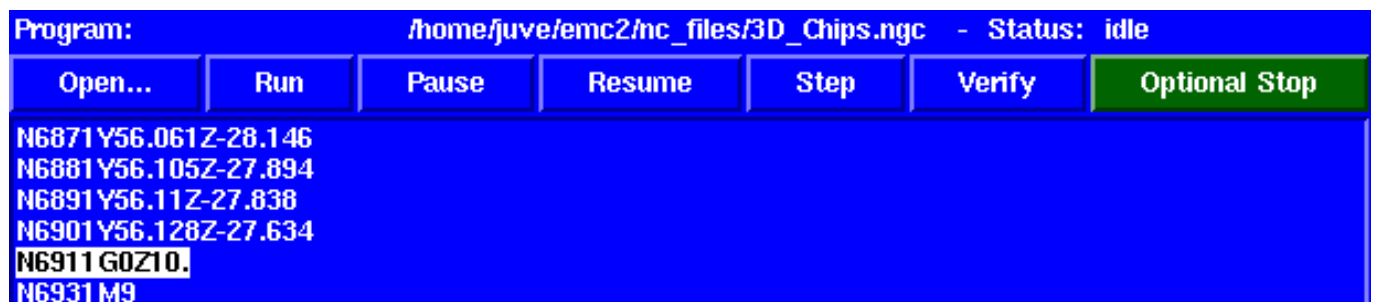 Program: /home/juve/emc2/nc_files/3D_Chips.ngc - Status: idle
Open... Run Pause Resume Step Verify Optional Stop
N6871Y56.061Z-28.146
N6881Y56.105Z-27.894
N6891Y56.11Z-27.838
N6901Y56.128Z-27.634
N6911G0Z10.
N6931M9